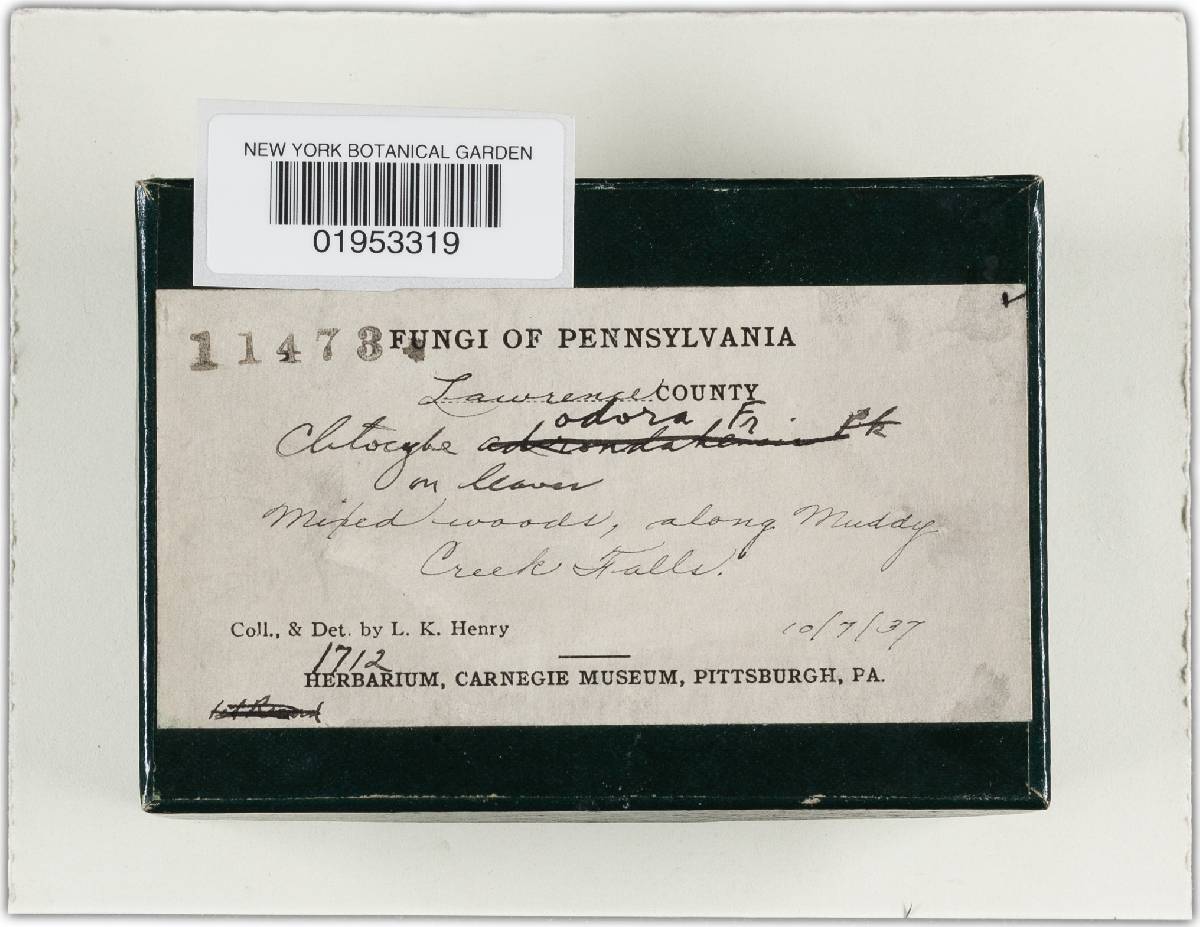 NEW YORK BOTANICAL GARDEN
01953319
11473 FUNGI OF PENNSYLVANIA
Lawrence COUNTY
odora Fr
Clitocybe adirondakensis Pk
on leaves
Mixed woods, along Muddy
Creek Falls.
Coll., & Det. by L. K. Henry 10/7/37
1712
HERBARIUM, CARNEGIE MUSEUM, PITTSBURGH, PA.